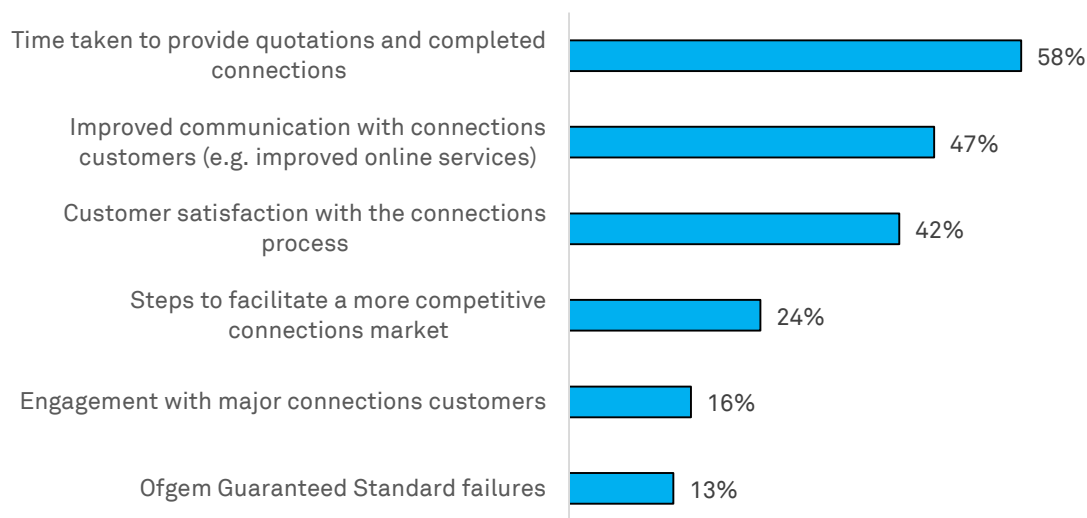 Time taken to provide quotations and completed
connections
58%
Improved communication with connections
customers (e.g. improved online services)
47%
Customer satisfaction with the connections
process
42%
Steps to facilitate a more competitive
connections market
24%
Engagement with major connections customers
16%
Ofgem Guaranteed Standard failures
13%